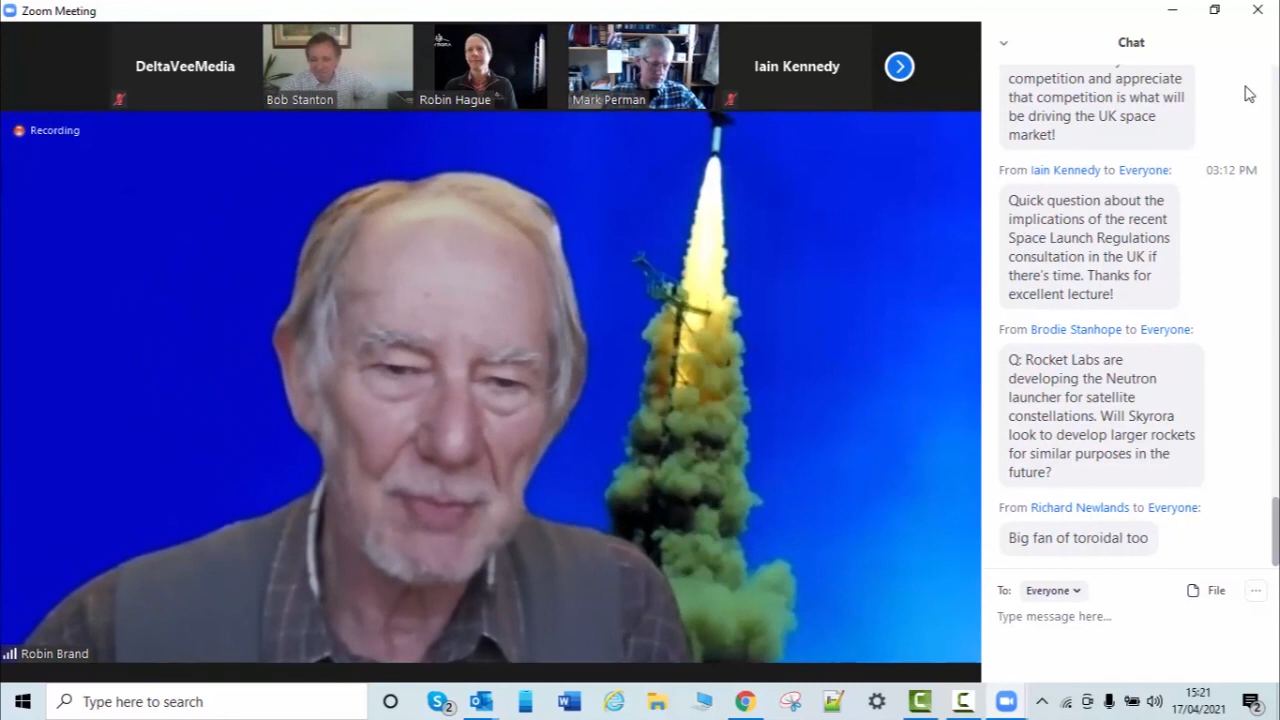 Zoom Meeting
DeltaVeeMedia
Bob Stanton
Robin Hague
Mark Perman
Iain Kennedy
Recording
Robin Brand
Chat
competition and appreciate
that competition is what will
be driving the UK space
market!
From Iain Kennedy to Everyone: 03:12 PM
Quick question about the
implications of the recent
Space Launch Regulations
consultation in the UK if
there's time. Thanks for
excellent lecture!
From Brodie Stanhope to Everyone:
Q: Rocket Labs are
developing the Neutron
launcher for satellite
constellations. Will Skyrora
look to develop larger rockets
for similar purposes in the
future?
From Richard Newlands to Everyone:
Big fan of toroidal too
To: Everyone File
Type message here...
Type here to search
2
15:21
17/04/2021
2